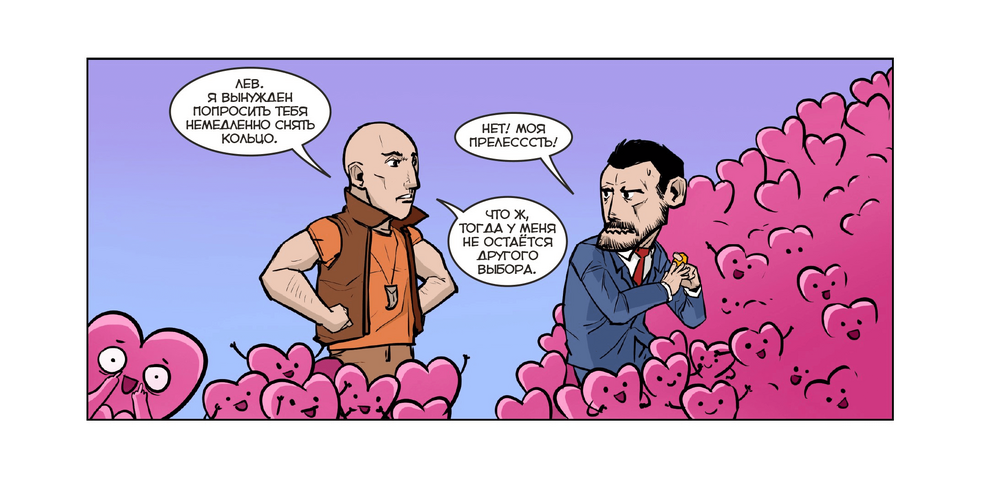 ЛЕВ.
Я ВЫНУЖДЕН
ПОПРОСИТЬ ТЕБЯ
НЕМЕДЛЕННО СНЯТЬ
КОЛЬЦО.
НЕТ! МОЯ
ПРЕЛЕСССТЬ!
ЧТО Ж,
ТОГДА У МЕНЯ
НЕ ОСТАЁТСЯ
ДРУГОГО
ВЫБОРА.